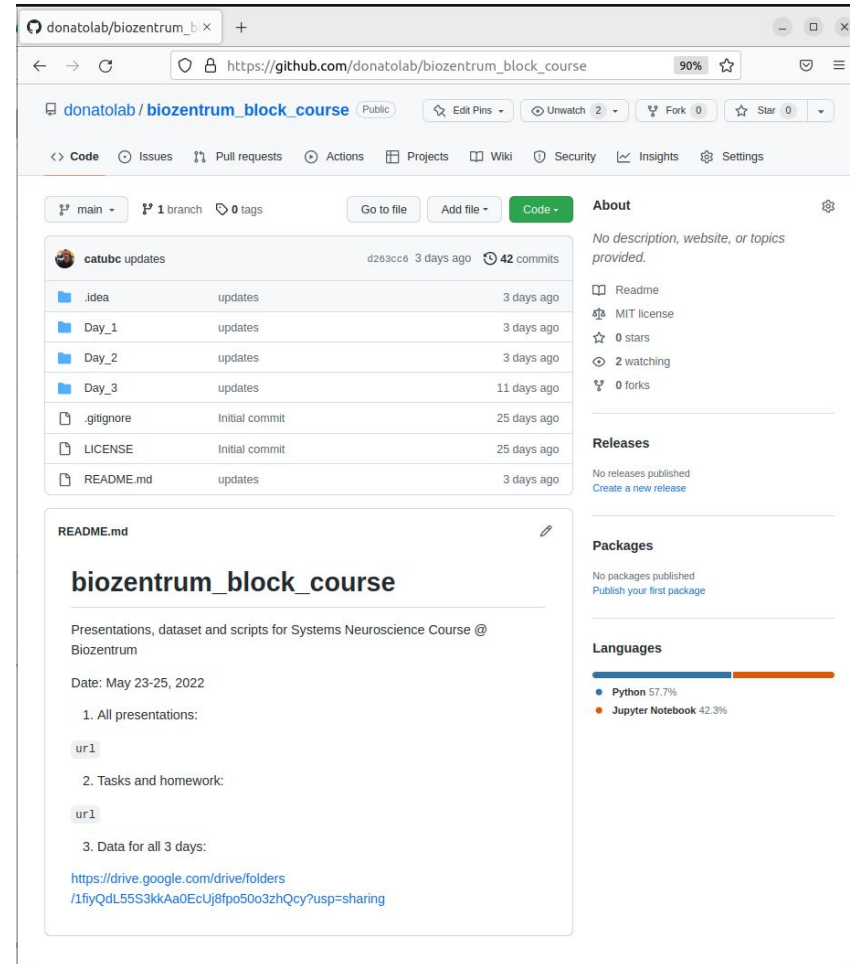 donatolab/biozentrum_b
https://github.com/donatolab/biozentrum_block_course 90%
donatolab / biozentrum_block_course Public Edit Pins Unwatch 2 Fork 0 Star 0
Code Issues Pull requests Actions Projects Wiki Security Insights Settings
main 1 branch 0 tags Go to file Add file Code
catubc updates d263cc6 3 days ago 42 commits
.idea updates 3 days ago
Day_1 updates 3 days ago
Day_2 updates 3 days ago
Day_3 updates 11 days ago
.gitignore Initial commit 25 days ago
LICENSE Initial commit 25 days ago
README.md updates 3 days ago
README.md
biozentrum_block_course
Presentations, dataset and scripts for Systems Neuroscience Course @
Biozentrum
Date: May 23-25, 2022
1. All presentations:
url
2. Tasks and homework:
url
3. Data for all 3 days:
https://drive.google.com/drive/folders
/1fiyQdL55S3kkAa0EcUj8fpo50o3zhQcy?usp=sharing
About
No description, website, or topics
provided.
Readme
MIT license
0 stars
2 watching
0 forks
Releases
No releases published
Create a new release
Packages
No packages published
Publish your first package
Languages
Python 57.7%
Jupyter Notebook 42.3%